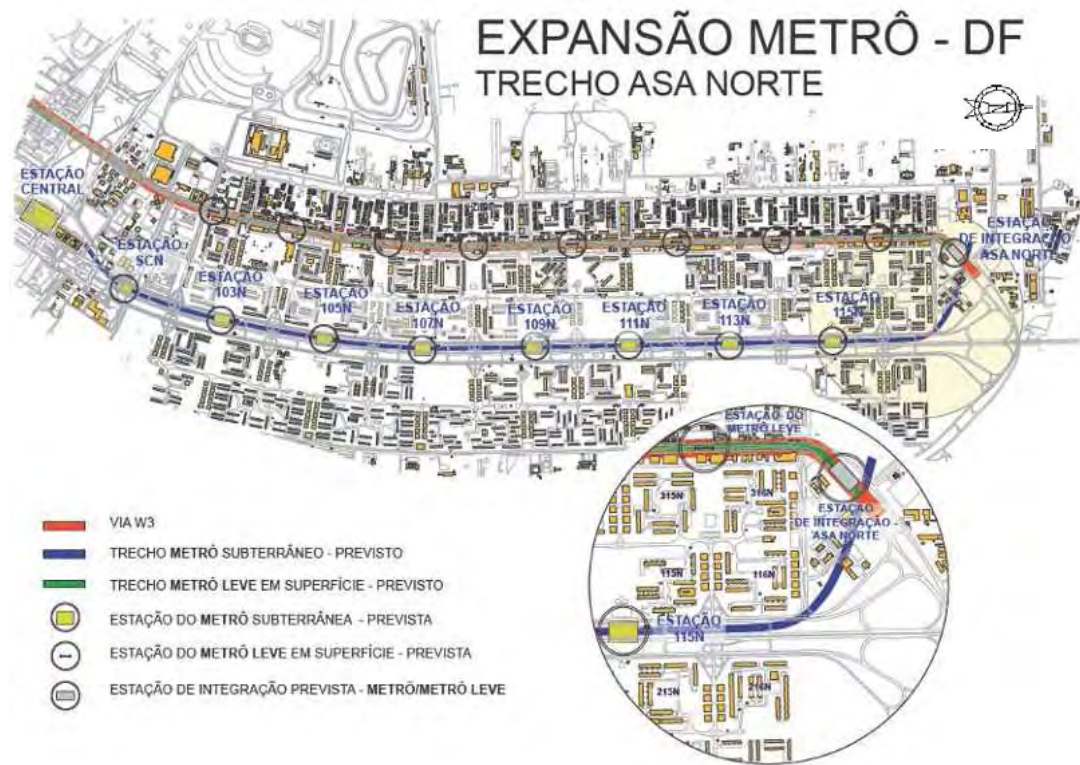 EXPANSÃO METRÔ - DF
TRECHO ASA NORTE
ESTAÇÃO
CENTRAL
ESTAÇÃO
SCN
ESTAÇÃO
103N
ESTAÇÃO
105N
ESTAÇÃO
107N
ESTAÇÃO
109N
ESTAÇÃO
111N
ESTAÇÃO
113N
ESTAÇÃO
115N
ESTAÇÃO
DE INTEGRAÇÃO
ASA NORTE
ESTAÇÃO DO
METRÔ LEVE
315N
316N
ESTAÇÃO
DE INTEGRAÇÃO -
ASA NORTE
115N
116N
ESTAÇÃO
115N
215N
216N
VIA W3
TRECHO METRÔ SUBTERRÂNEO - PREVISTO
TRECHO METRÔ LEVE EM SUPERFÍCIE - PREVISTO
ESTAÇÃO DO METRÔ SUBTERRÂNEA - PREVISTA
ESTAÇÃO DO METRÔ LEVE EM SUPERFÍCIE - PREVISTA
ESTAÇÃO DE INTEGRAÇÃO PREVISTA - METRÔ/METRÔ LEVE